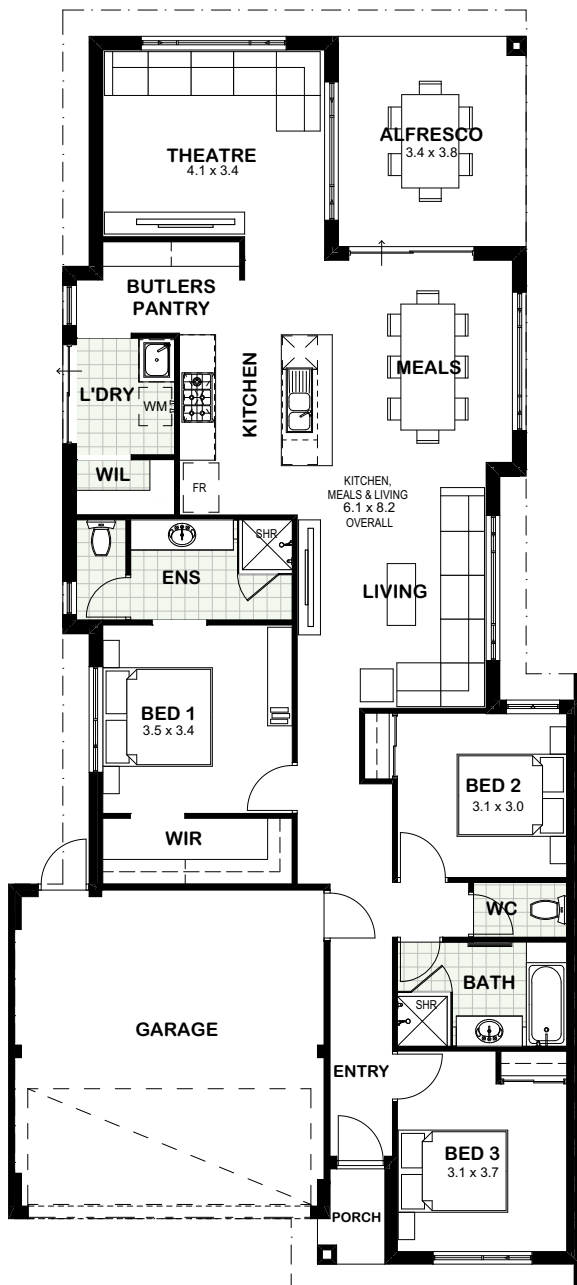 ALFRESCO
3.4 x 3.8
THEATRE
4.1 x 3.4
BUTLERS
PANTRY
L'DRY
WM
KITCHEN
MEALS
WIL
FR
KITCHEN,
MEALS & LIVING
6.1 x 8.2
OVERALL
SHR
ENS
LIVING
BED 1
3.5 x 3.4
BED 2
3.1 x 3.0
WIR
WC
BATH
SHR
GARAGE
ENTRY
BED 3
3.1 x 3.7
PORCH